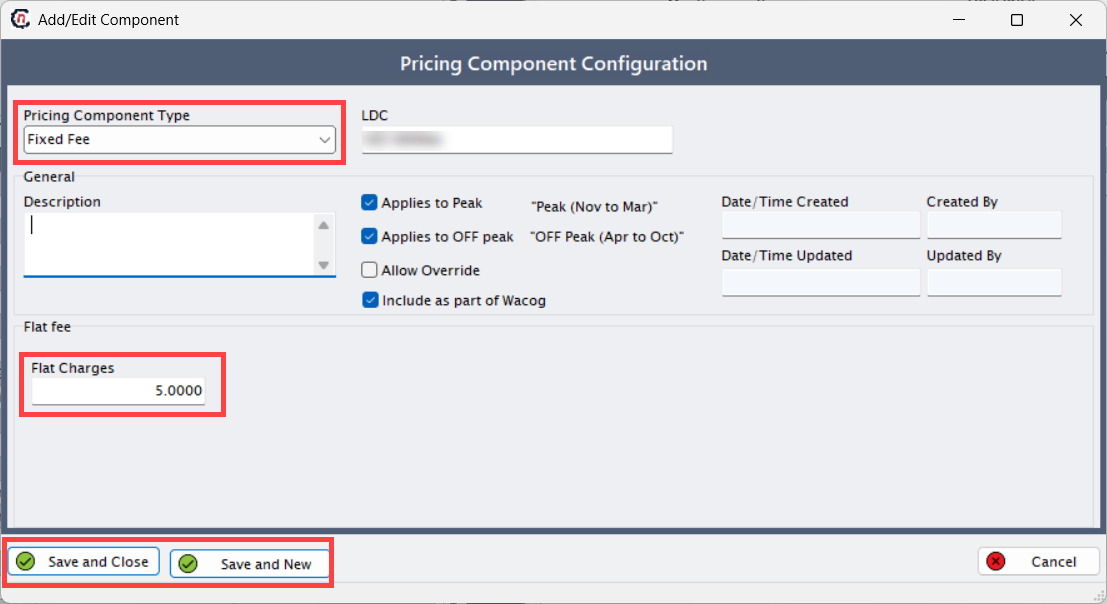 Add/Edit Component
Pricing Component Configuration
Pricing Component Type
Fixed Fee
LDC
General
Description
Applies to Peak
"Peak (Nov to Mar)"
Applies to OFF peak
"OFF Peak (Apr to Oct)"
Allow Override
Include as part of Wacog
Date/Time Created
Created By
Date/Time Updated
Updated By
Flat fee
Flat Charges
5.0000
Save and Close
Save and New
Cancel